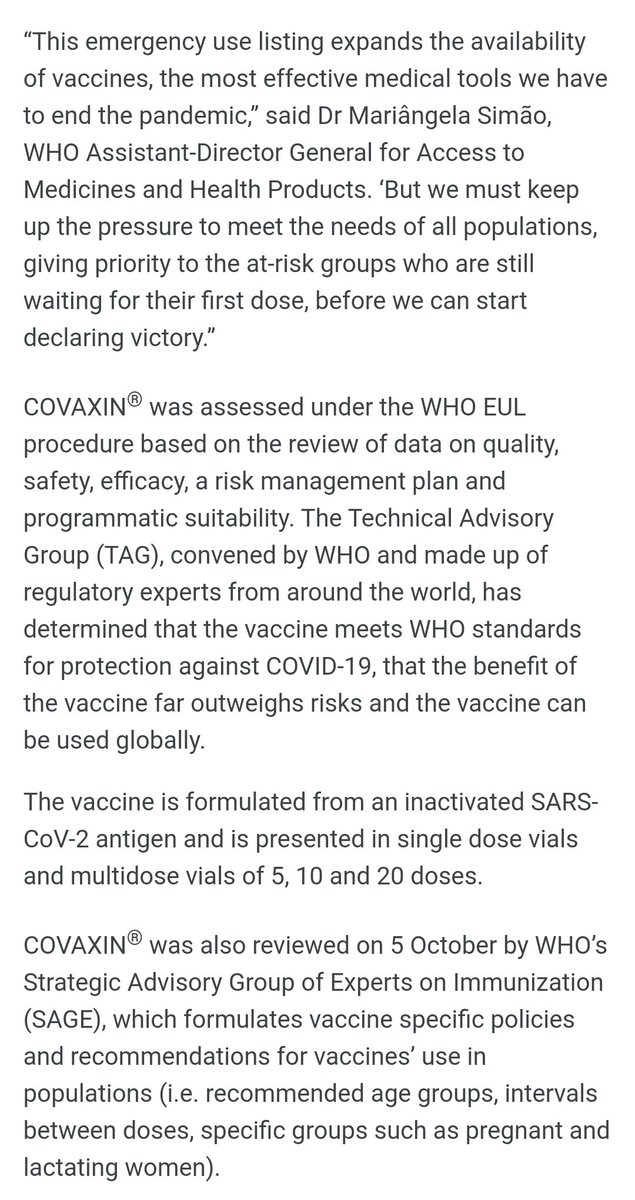 “This emergency use listing expands the availability
of vaccines, the most effective medical tools we have
to end the pandemic,” said Dr Mariângela Simão,
WHO Assistant-Director General for Access to
Medicines and Health Products. ‘But we must keep
up the pressure to meet the needs of all populations,
giving priority to the at-risk groups who are still
waiting for their first dose, before we can start
declaring victory.”
COVAXIN® was assessed under the WHO EUL
procedure based on the review of data on quality,
safety, efficacy, a risk management plan and
programmatic suitability. The Technical Advisory
Group (TAG), convened by WHO and made up of
regulatory experts from around the world, has
determined that the vaccine meets WHO standards
for protection against COVID-19, that the benefit of
the vaccine far outweighs risks and the vaccine can
be used globally.
The vaccine is formulated from an inactivated SARS-
CoV-2 antigen and is presented in single dose vials
and multidose vials of 5, 10 and 20 doses.
COVAXIN® was also reviewed on 5 October by WHO’s
Strategic Advisory Group of Experts on Immunization
(SAGE), which formulates vaccine specific policies
and recommendations for vaccines’ use in
populations (i.e. recommended age groups, intervals
between doses, specific groups such as pregnant and
lactating women).